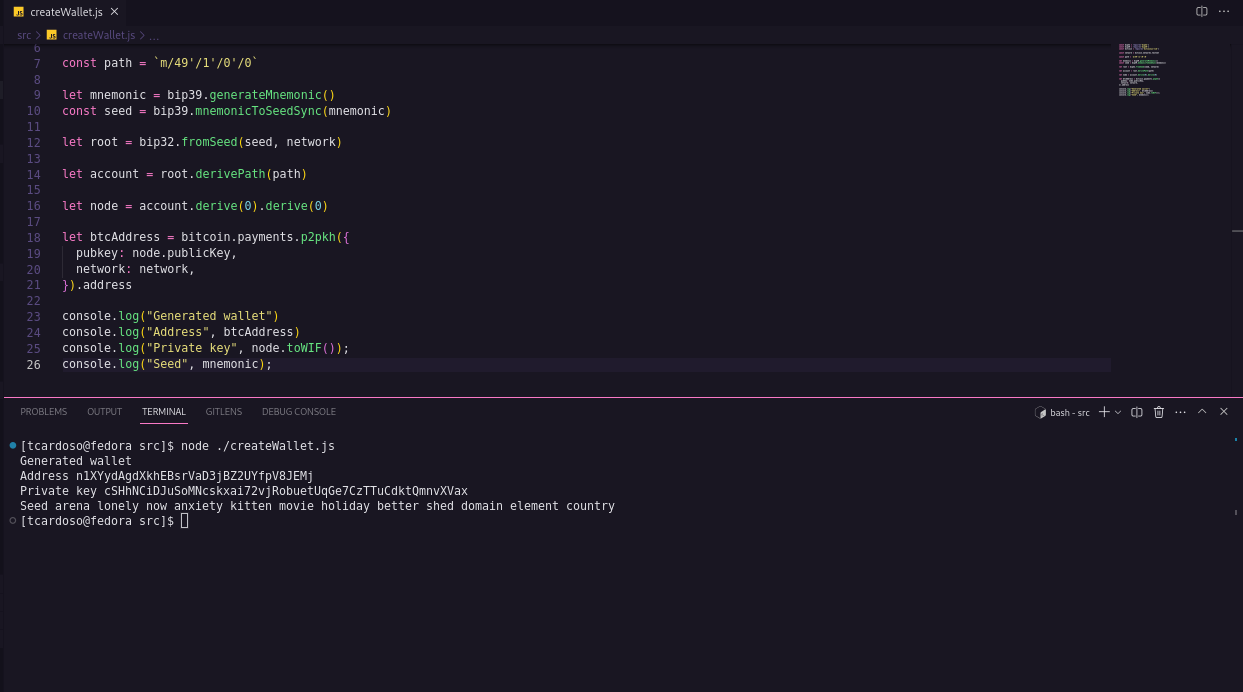 JS createWallet.js
src > JS createWallet.js > ...
6
7 const path = `m/49'/1'/0'/0`
8
9 let mnemonic = bip39.generateMnemonic()
10 const seed = bip39.mnemonicToSeedSync(mnemonic)
11
12 let root = bip32.fromSeed(seed, network)
13
14 let account = root.derivePath(path)
15
16 let node = account.derive(0).derive(0)
17
18 let btcAddress = bitcoin.payments.p2pkh({
19 pubkey: node.publicKey,
20 network: network,
21 }).address
22
23 console.log("Generated wallet")
24 console.log("Address", btcAddress)
25 console.log("Private key", node.toWIF());
26 console.log("Seed", mnemonic);
PROBLEMS OUTPUT TERMINAL GITLENS DEBUG CONSOLE bash - src
[tcardoso@fedora src]$ node ./createWallet.js
Generated wallet
Address n1XYydAgdXkhEBsrVaD3jBZ2UYfpV8JEMj
Private key cSHhNCiDJuSoMNcskxai72vjRobuetUqGe7CzTTuCdktQmnvXVax
Seed arena lonely now anxiety kitten movie holiday better shed domain element country
[tcardoso@fedora src]$